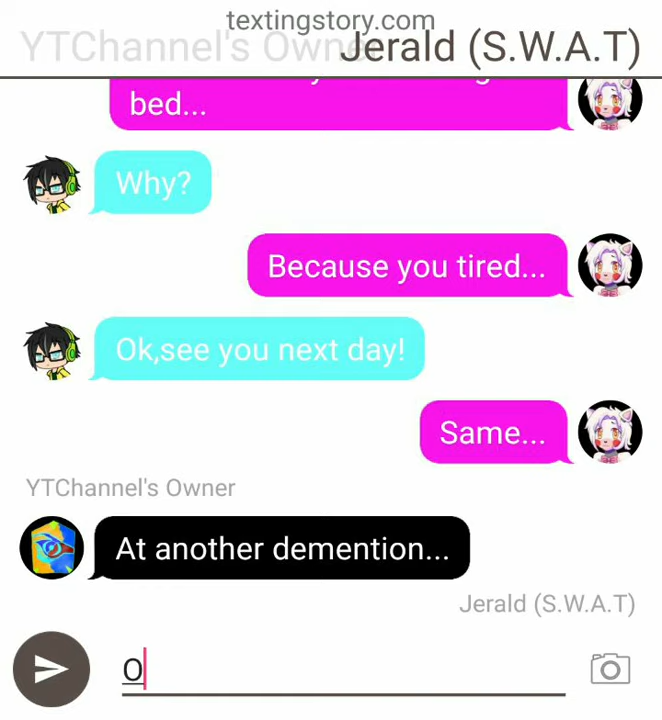 textingstory.com
YTChannel's Owne
Jerald (S.W.A.T)
bed...
Why?
Because you tired...
Ok,see you next day!
Same...
YTChannel's Owner
At another demention...
Jerald (S.W.A.T)
O